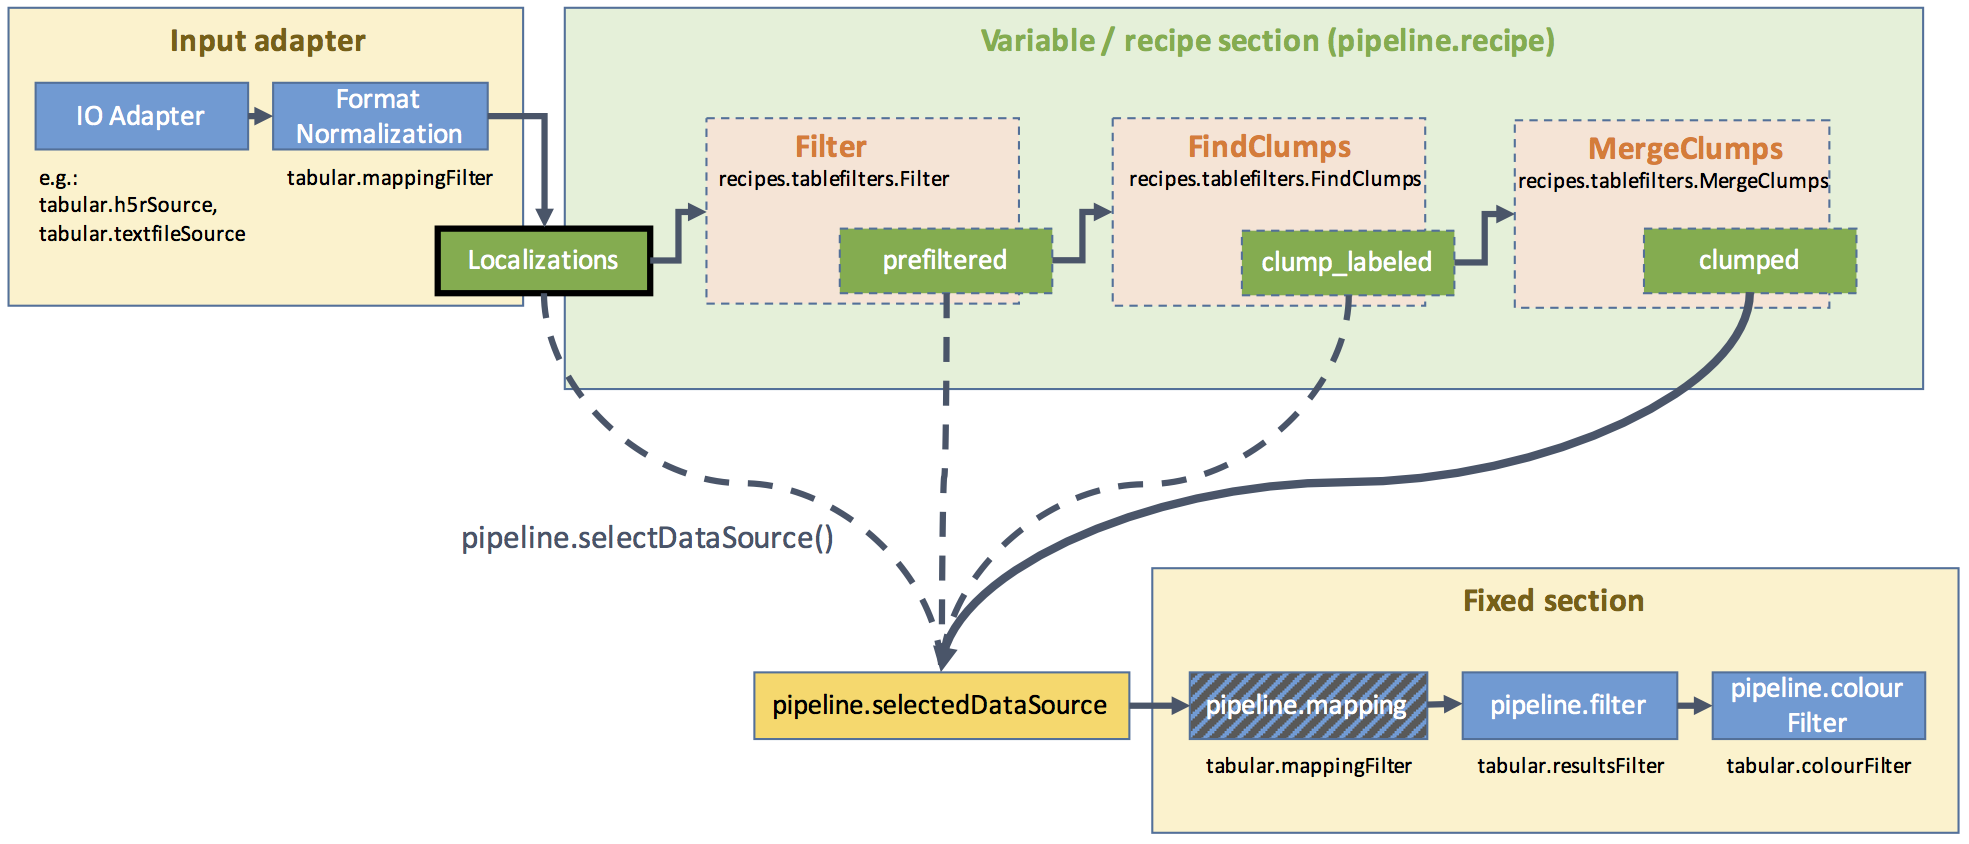 Input adapter
IO Adapter
Format
Normalization
e.g.:
tabular.h5rSource,
tabular.textfileSource
tabular.mappingFilter
Localizations
Variable / recipe section (pipeline.recipe)
Filter
recipes.tablefilters.Filter
prefiltered
FindClumps
recipes.tablefilters.FindClumps
clump_labeled
MergeClumps
recipes.tablefilters.MergeClumps
clumped
pipeline.selectDataSource()
pipeline.selectedDataSource
Fixed section
pipeline.mapping
tabular.mappingFilter
pipeline.filter
tabular.resultsFilter
pipeline.colour
Filter
tabular.colourFilter